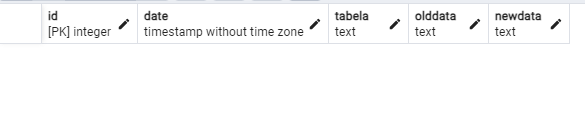 id date tabela olddata newdata
[PK] integer timestamp without time zone text text text